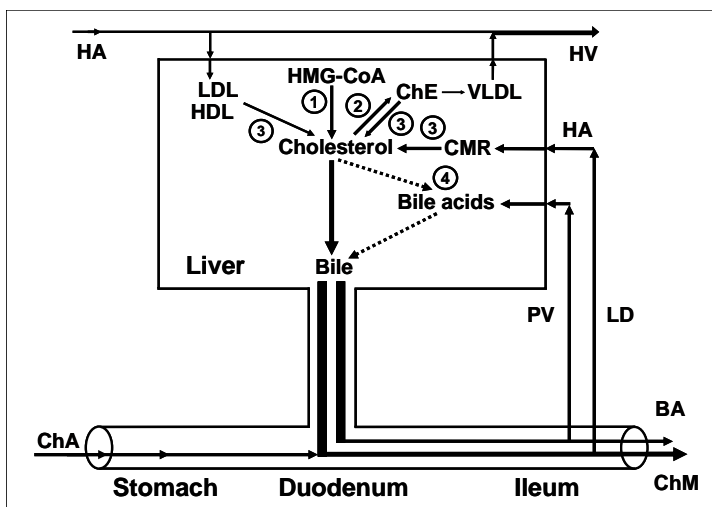 HA
HV
HMG-CoA
LDL
HDL
1
2
ChE
VLDL
3
3
3
HA
Cholesterol
CMR
4
Bile acids
Liver
Bile
PV
LD
BA
ChA
ChM
Stomach
Duodenum
Ileum